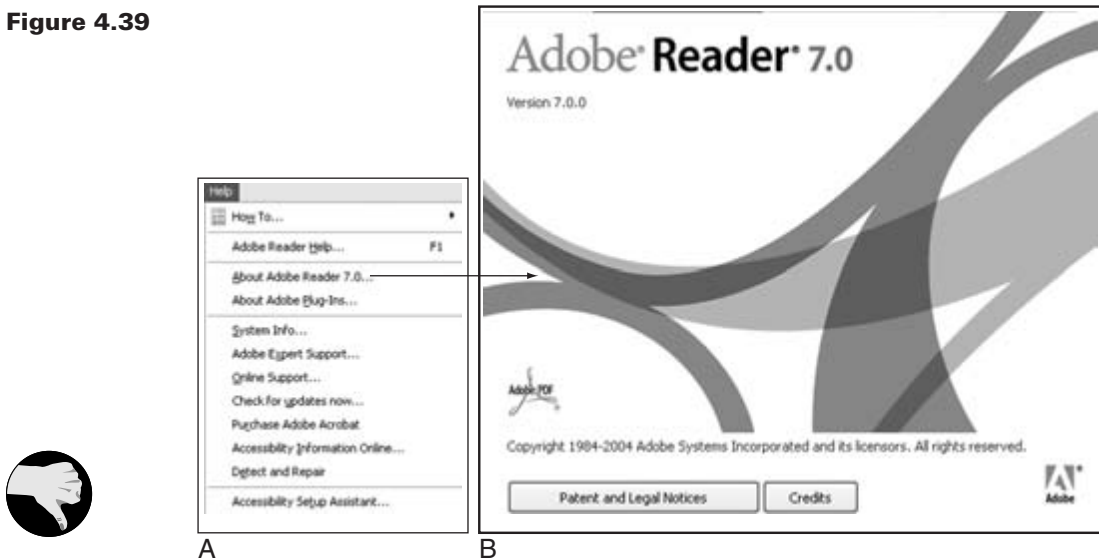 Figure 4.39
Help
How To...
Adobe Reader Help... F1
About Adobe Reader 7.0...
About Adobe Plug-Ins...
System Info...
Adobe Expert Support...
Online Support...
Check for updates now...
Purchase Adobe Acrobat
Accessibility Information Online...
Detect and Repair
Accessibility Setup Assistant...
A
Adobe® Reader® 7.0
Version 7.0.0
Adobe PDF
Copyright 1984-2004 Adobe Systems Incorporated and its licensors. All rights reserved.
Patent and Legal Notices
Credits
Adobe
B